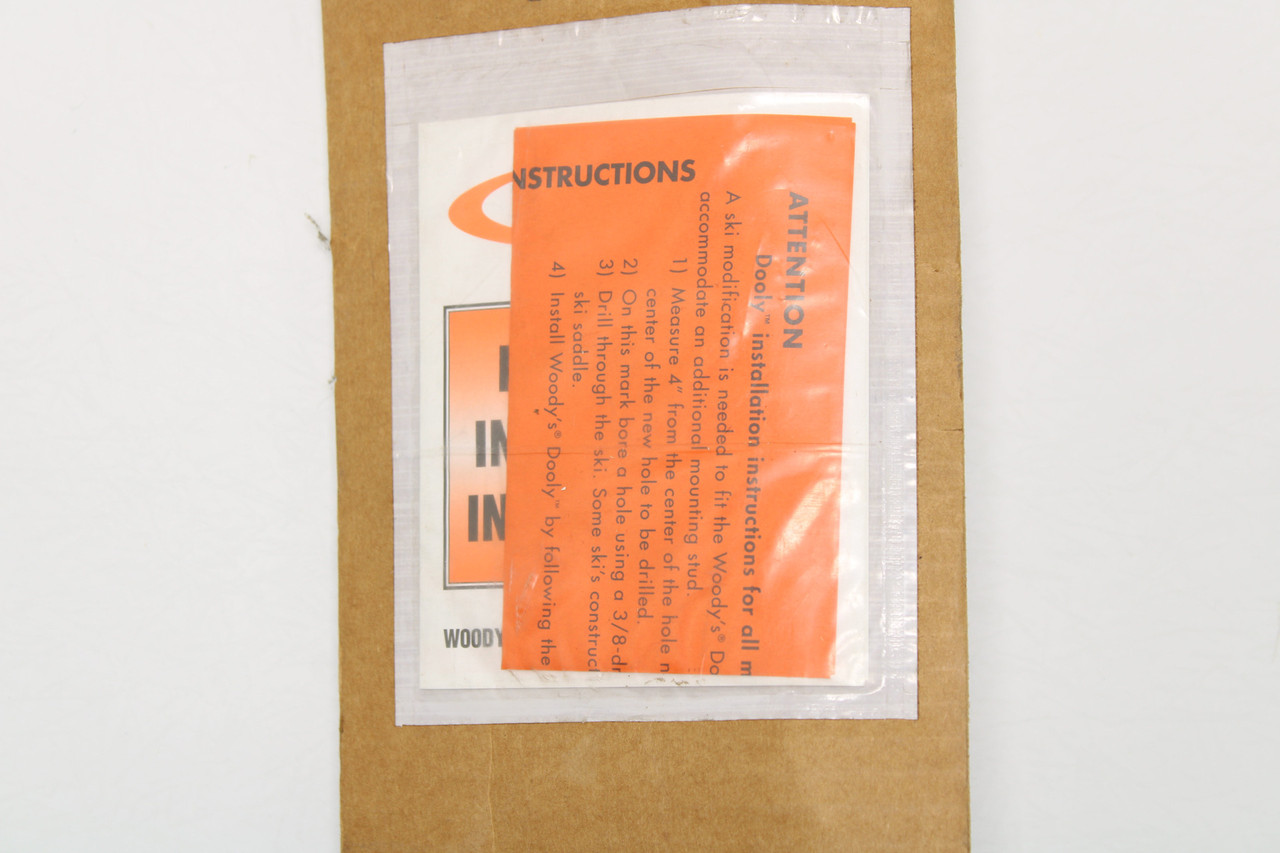 NSTRUCTIONS
ATTENTION
Dooly™ installation instructions for all m
A ski modification is needed to fit the Woody's® Do
accommodate an additional mounting stud.
1) Measure 4" from the center of the hole n
center of the new hole to be drilled.
2) On this mark bore a hole using a 3/8-dr
3) Drill through the ski. Some ski's construct
ski saddle.
4) Install Woody's® Dooly™ by following the
IN
IN
WOODY